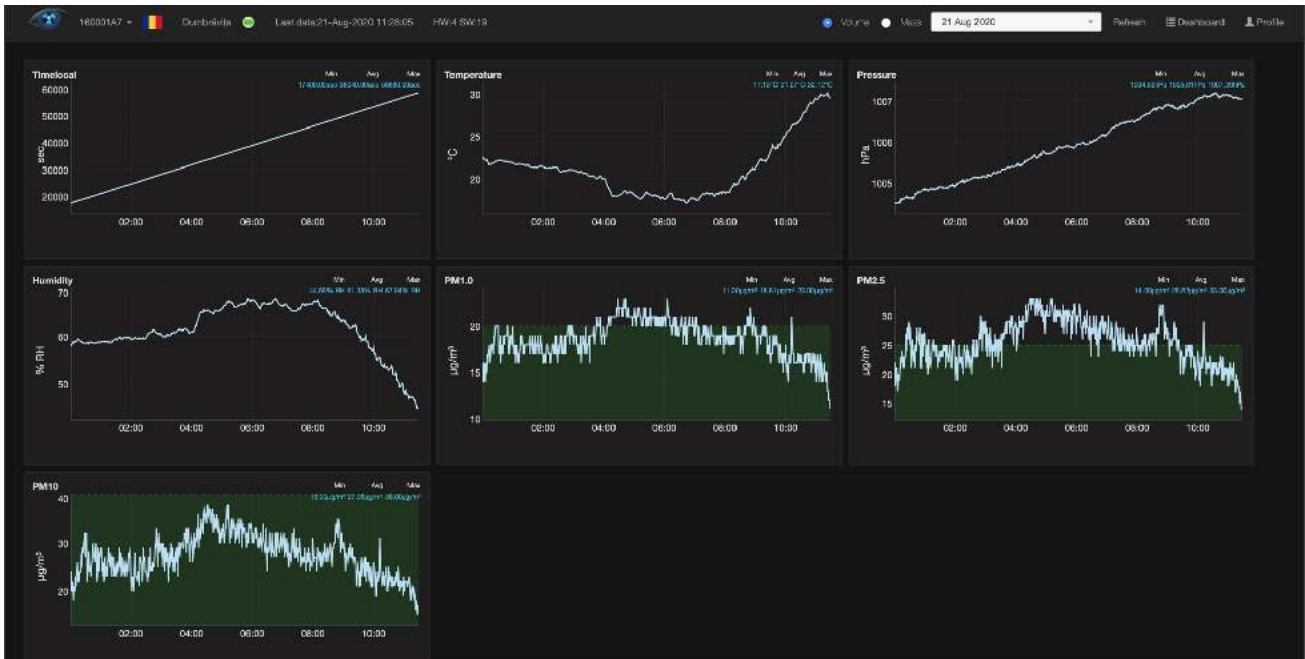 160001A7 Dumbrăvita Last data:21-Aug-2020 11:28:05 HW:4 SW:19 Volume Mass 21 Aug 2020 Refresh Dashboard Profile
Timelocal Min Avg Max
60000
50000
40000
30000
20000
sec
02:00 04:00 06:00 08:00 10:00
Temperature Min Avg Max
30
25
20
°C
02:00 04:00 06:00 08:00 10:00
Pressure Min Avg Max
1007
1006
1005
hPa
02:00 04:00 06:00 08:00 10:00
Humidity Min Avg Max
70
60
50
% RH
02:00 04:00 06:00 08:00 10:00
PM1.0 Min Avg Max
20
15
10
µg/m³
02:00 04:00 06:00 08:00 10:00
PM2.5 Min Avg Max
30
25
20
15
µg/m³
02:00 04:00 06:00 08:00 10:00
PM10 Min Avg Max
40
30
20
µg/m³
02:00 04:00 06:00 08:00 10:00